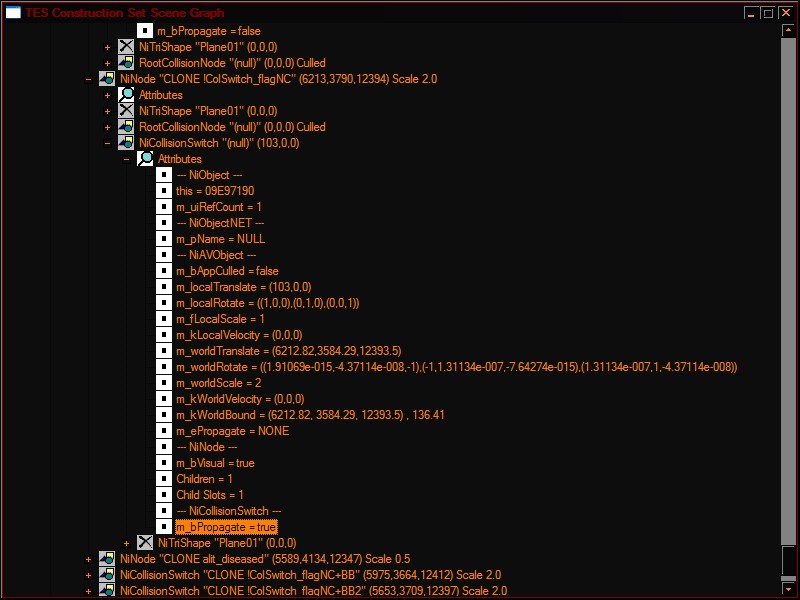 TES Construction Set Scene Graph
m_bPropagate = false
NiTriShape "Plane01" (0,0,0)
RootCollisionNode "(null)" (0,0,0) Culled
NiNode "CLONE !ColSwitch_flagNC" (6213,3790,12394) Scale 2.0
Attributes
NiTriShape "Plane01" (0,0,0)
RootCollisionNode "(null)" (0,0,0) Culled
NiCollisionSwitch "(null)" (103,0,0)
Attributes
--- NiObject ---
this = 09E97190
m_uiRefCount = 1
--- NiObjectNET ---
m_pName = NULL
--- NiAVObject ---
m_bAppCulled = false
m_localTranslate = (103,0,0)
m_localRotate = ((1,0,0),(0,1,0),(0,0,1))
m_fLocalScale = 1
m_kLocalVelocity = (0,0,0)
m_worldTranslate = (6212.82,3584.29,12393.5)
m_worldRotate = ((1.91069e-015,-4.37114e-008,-1),(-1,1.31134e-007,-7.64274e-015),(1.31134e-007,1,-4.37114e-008))
m_worldScale = 2
m_kWorldVelocity = (0,0,0)
m_kWorldBound = (6212.82, 3584.29, 12393.5) , 136.41
m_ePropagate = NONE
--- NiNode ---
m_bVisual = true
Children = 1
Child Slots = 1
--- NiCollisionSwitch ---
m_bPropagate = true
NiTriShape "Plane01" (0,0,0)
NiNode "CLONE alit_diseased" (5589,4134,12347) Scale 0.5
NiCollisionSwitch "CLONE !ColSwitch_flagNC+BB" (5975,3664,12412) Scale 2.0
NiCollisionSwitch "CLONE !ColSwitch_flagNC+BB2" (5653,3709,12397) Scale 2.0